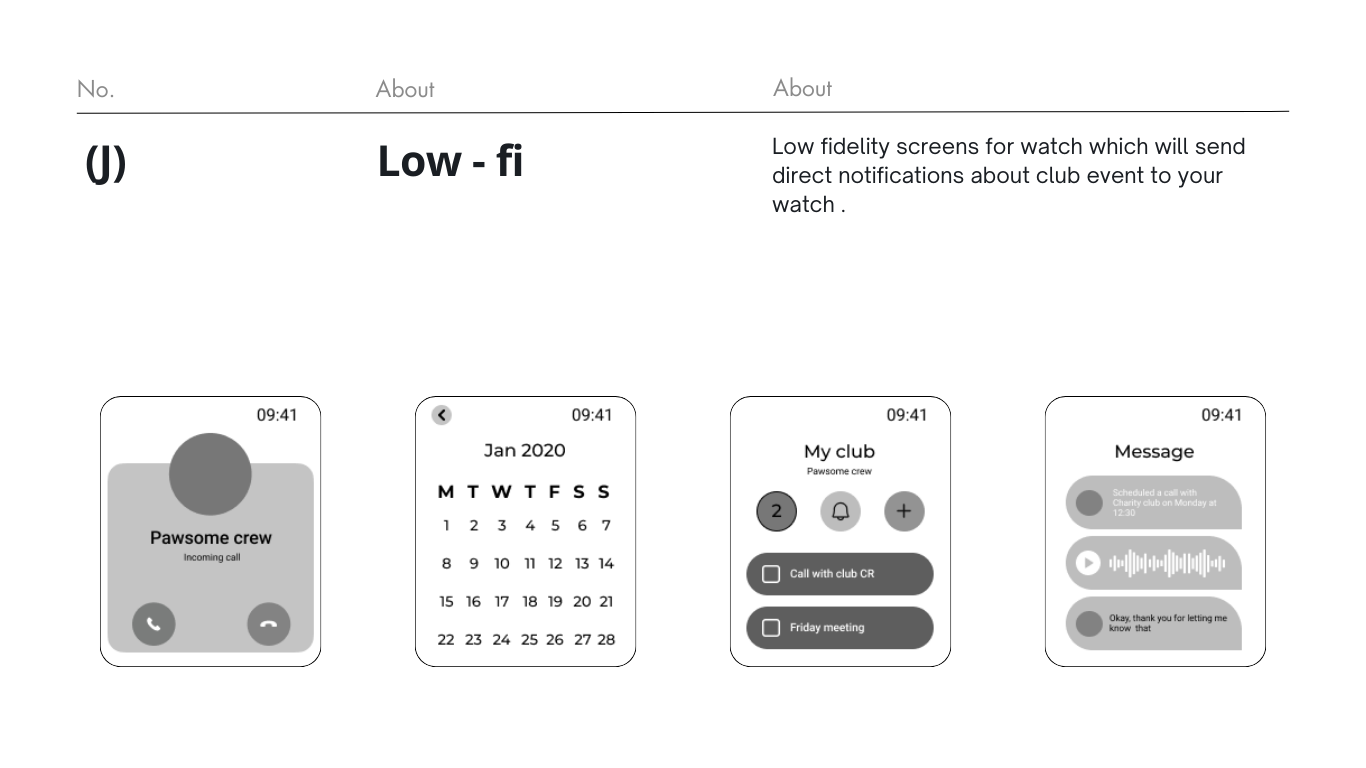 No.
About
About
(J)
Low - fi
Low fidelity screens for watch which will send
direct notifications about club event to your
watch .
09:41
Pawsome crew
Incoming call
09:41
Jan 2020
M T W T F S S
1 2 3 4 5 6 7
8 9 10 11 12 13 14
15 16 17 18 19 20 21
22 23 24 25 26 27 28
09:41
My club
Pawsome crew
2
Call with club CR
Friday meeting
09:41
Message
Scheduled a call with
Charity club on Monday at
12:30
Okay, thank you for letting me
know that